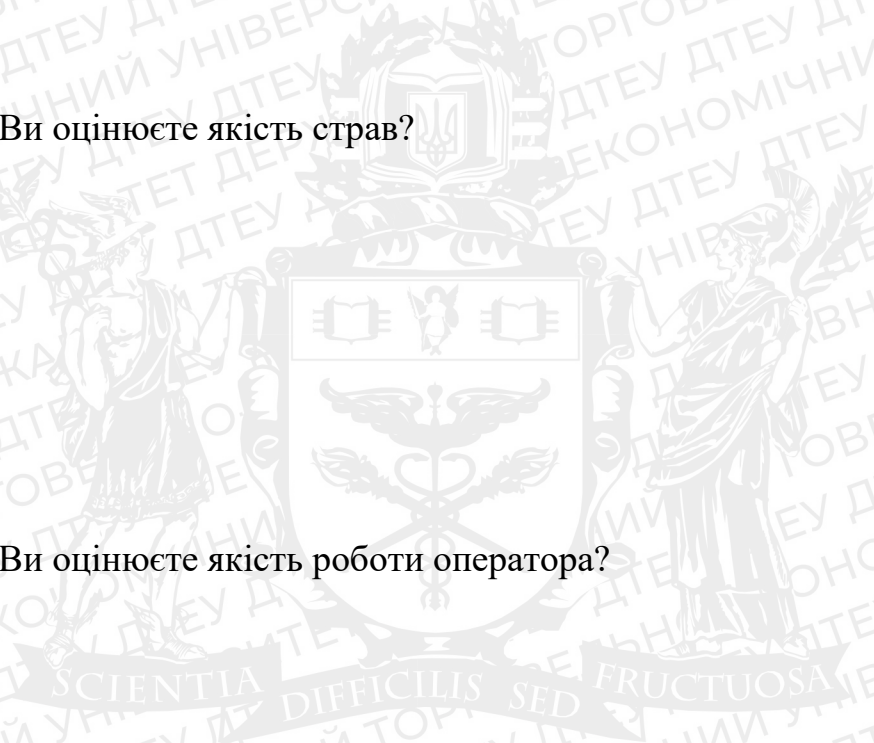 Ви оцінюєте якість страв?
Ви оцінюєте якість роботи оператора?
SCIENTIA DIFFICILIS SED FRUCTUOSA